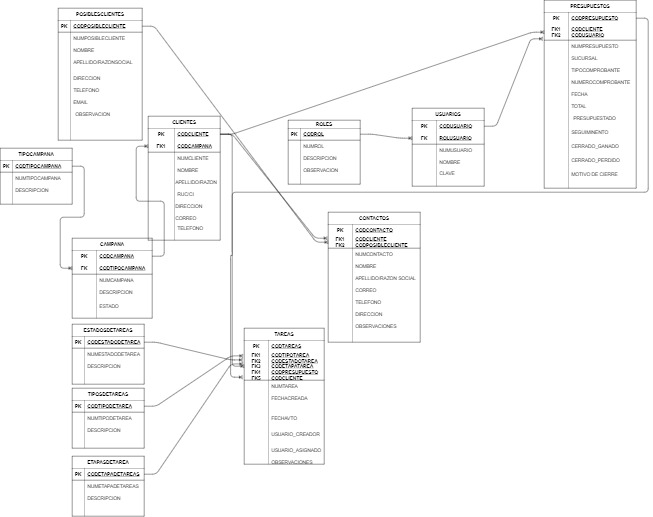 POSIBLESCLIENTES
PK CODPOSIBLECLIENTE
NUMPOSIBLECLIENTE
NOMBRE
APELLIDO/RAZONSOCIAL
DIRECCION
TELEFONO
EMAIL
OBSERVACION
PRESUPUESTOS
PK CODPRESUPUESTO
FK1 CODCLIENTE
FK2 CODUSUARIO
NUMPRESUPUESTO
SUCURSAL
TIPOCOMPROBANTE
NUMEROCOMPROBANTE
FECHA
TOTAL
PRESUPUESTADO
SEGUIMINENTO
CERRADO_GANADO
CERRADO_PERDIDO
MOTIVO DE CIERRE
CLIENTES
PK CODCLIENTE
FK1 CODCAMPANA
NUMCLIENTE
NOMBRE
APELLIDO/RAZON
RUC/CI
DIRECCION
CORREO
TELEFONO
ROLES
PK CODROL
NUMROL
DESCRIPCION
OBSERVACION
USUARIOS
PK CODUSUARIO
FK ROLUSUARIO
NUMUSUARIO
NOMBRE
CLAVE
TIPOCAMPANA
PK CODTIPOCAMPANA
NUMTIPOCAMPANA
DESCRIPCION
CAMPANA
PK CODCAMPANA
FK CODTIPOCAMPANA
NUMCAMPANA
DESCRIPCION
ESTADO
CONTACTOS
PK CODCONTACTO
FK1 CODCLIENTE
FK2 CODPOSIBLECLIENTE
NUMCONTACTO
NOMBRE
APELLIDO/RAZON SOCIAL
CORREO
TELEFONO
DIRECCION
OBSERVACIONES
ESTADOSDETAREAS
PK CODESTADODETAREA
NUMESTADODETAREA
DESCRIPCION
TAREAS
PK CODTAREAS
FK1 CODTIPOTAREA
FK2 CODESTADOTAREA
FK3 CODETAPATAREA
FK4 CODPRESUPUESTO
FK5 CODCLIENTE
NUMTAREA
FECHACREADA
FECHAVTO
USUARIO_CREADOR
USUARIO_ASIGNADO
OBSERVACIONES
TIPOSDETAREAS
PK CODTIPODETAREA
NUMTIPODETAREA
DESCRIPCION
ETAPASDETAREA
PK CODETAPADETAREAS
NUMETAPADETAREAS
DESCRIPCION